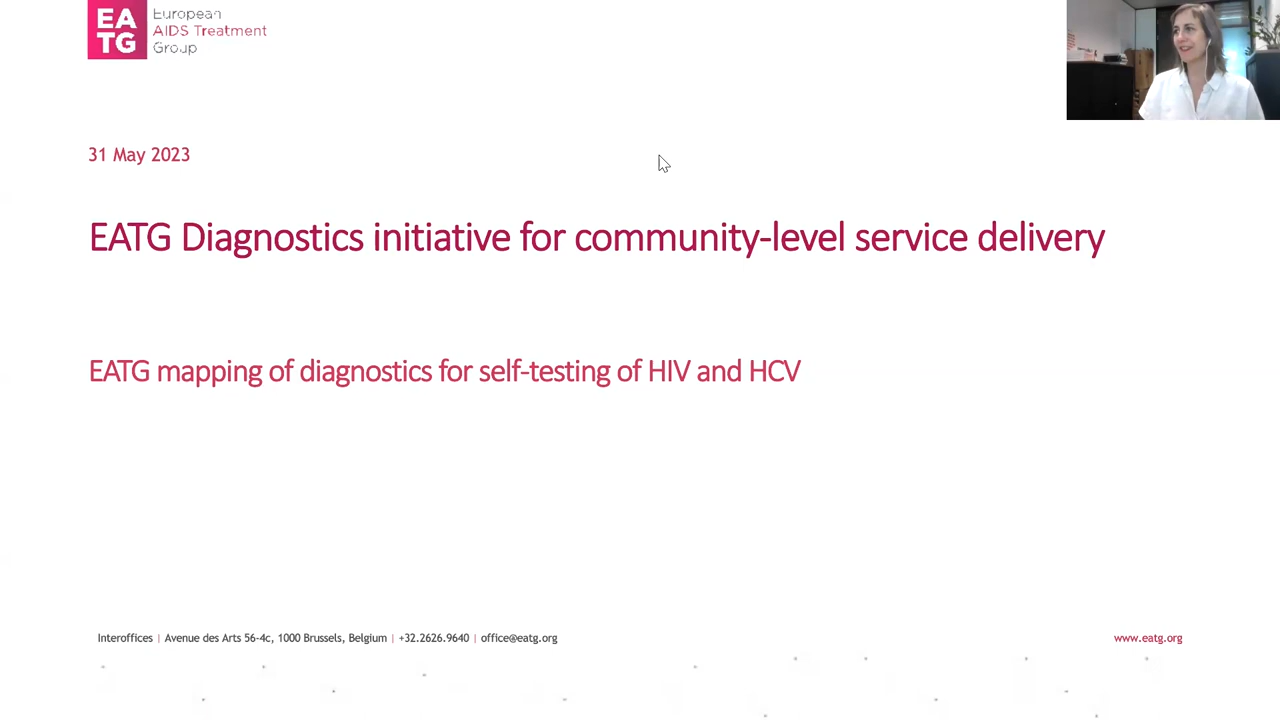 EA
TG
European
AIDS Treatment
Group
31 May 2023
EATG Diagnostics initiative for community-level service delivery
EATG mapping of diagnostics for self-testing of HIV and HCV
Interoffices | Avenue des Arts 56-4c, 1000 Brussels, Belgium | +32.2626.9640 | office@eatg.org
www.eatg.org